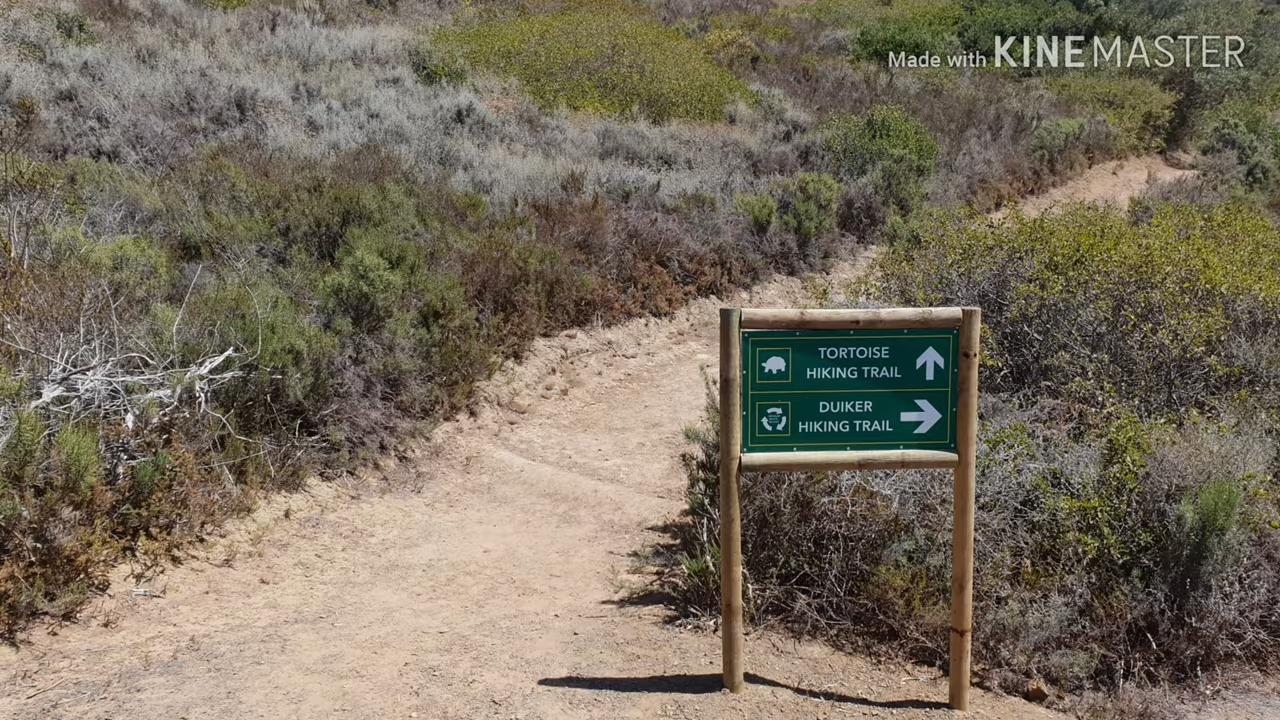 Made with KINEMASTER
TORTOISE
HIKING TRAIL
DUIKER
HIKING TRAIL